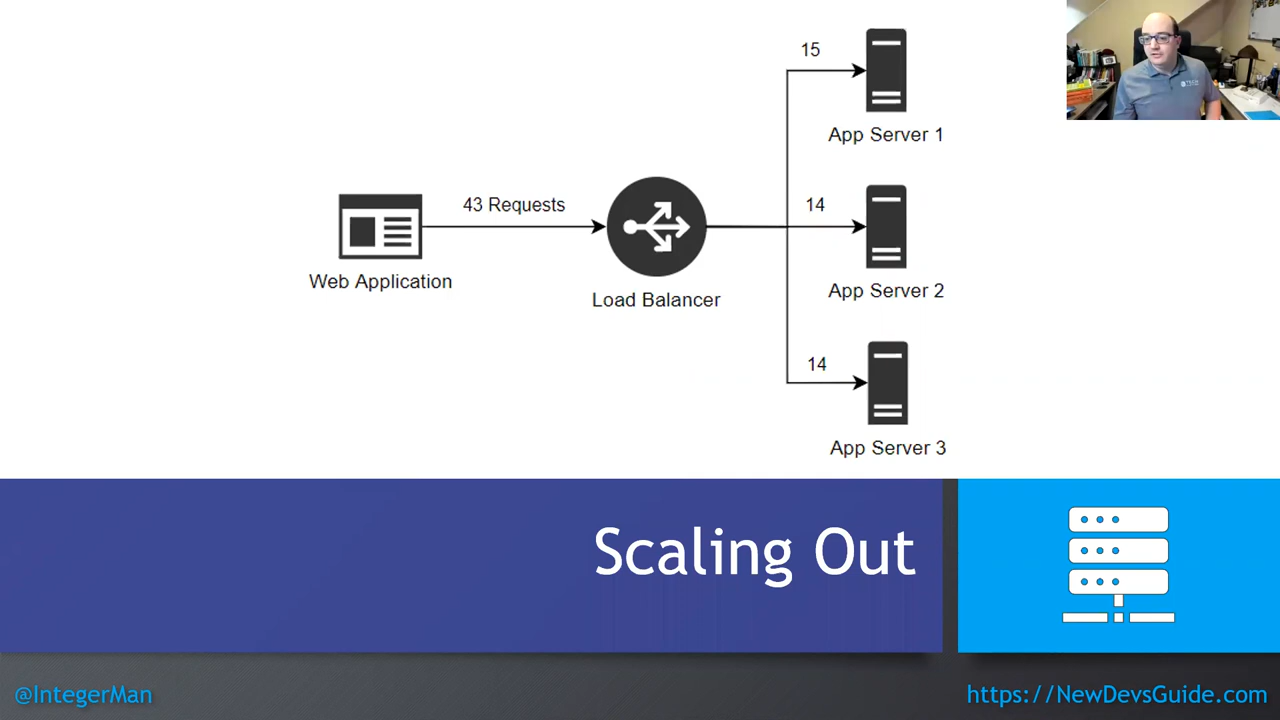 15
App Server 1
43 Requests
14
Web Application
Load Balancer
App Server 2
14
App Server 3
Scaling Out
@IntegerMan
https://NewDevsGuide.com